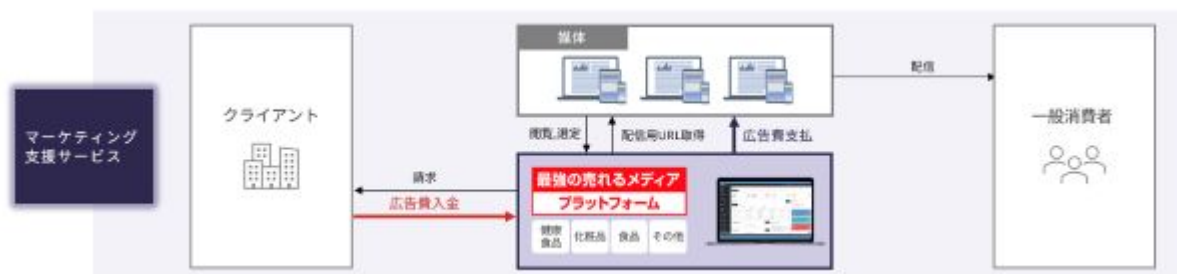 マーケティング
支援サービス
クライアント
媒体
配信
一般消費者
閲覧,選定
配信用URL取得
広告費支払
請求
広告費入金
最強の売れるメディア
プラットフォーム
健康
食品
化粧品
食品
その他